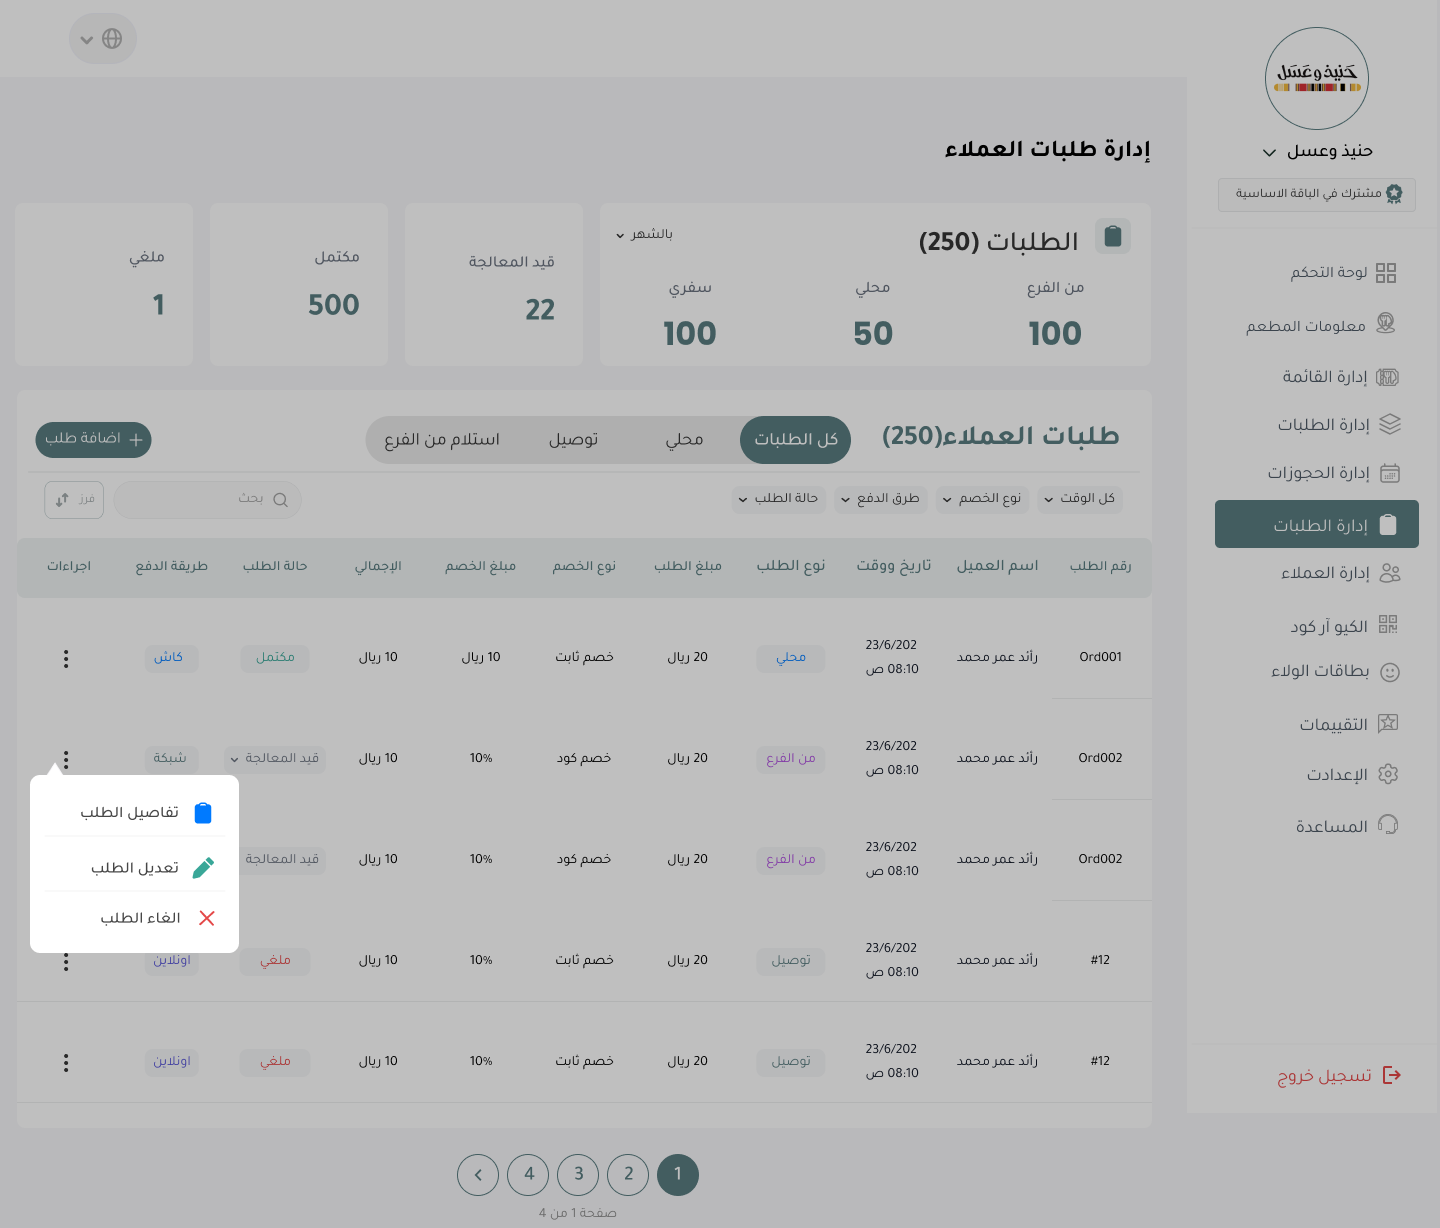 حَنيذ وعَسَل
حنيذ وعسل
مشترك في الباقة الاساسية
لوحة التحكم
معلومات المطعم
إدارة القائمة
إدارة الطلبات
إدارة الحجوزات
إدارة الطلبات
إدارة العملاء
الكيو آر كود
بطاقات الولاء
التقييمات
الإعدادت
المساعدة
تسجيل خروج
إدارة طلبات العملاء
الطلبات (250)
بالشهر
من الفرع
محلي
سفري
100
50
100
قيد المعالجة
22
مكتمل
500
ملغي
1
طلبات العملاء(250)
كل الطلبات
محلي
توصيل
استلام من الفرع
اضافة طلب
كل الوقت
نوع الخصم
طرق الدفع
حالة الطلب
بحث
فرز
رقم الطلب
اسم العميل
تاريخ ووقت
نوع الطلب
مبلغ الطلب
نوع الخصم
مبلغ الخصم
الإجمالي
حالة الطلب
طريقة الدفع
اجراءات
Ord001
رأئد عمر محمد
23/6/202
08:10 ص
محلي
20 ريال
خصم ثابت
10 ريال
10 ريال
مكتمل
كاش
Ord002
رأئد عمر محمد
23/6/202
08:10 ص
من الفرع
20 ريال
خصم كود
10%
10 ريال
قيد المعالجة
شبكة
Ord002
رأئد عمر محمد
23/6/202
08:10 ص
من الفرع
20 ريال
خصم كود
10%
10 ريال
قيد المعالجة
تفاصيل الطلب
تعديل الطلب
الغاء الطلب
#12
رأئد عمر محمد
23/6/202
08:10 ص
توصيل
20 ريال
خصم ثابت
10%
10 ريال
ملغي
اونلاين
#12
رأئد عمر محمد
23/6/202
08:10 ص
توصيل
20 ريال
خصم ثابت
10%
10 ريال
ملغي
اونلاين
1
2
3
4
صفحة 1 من 4